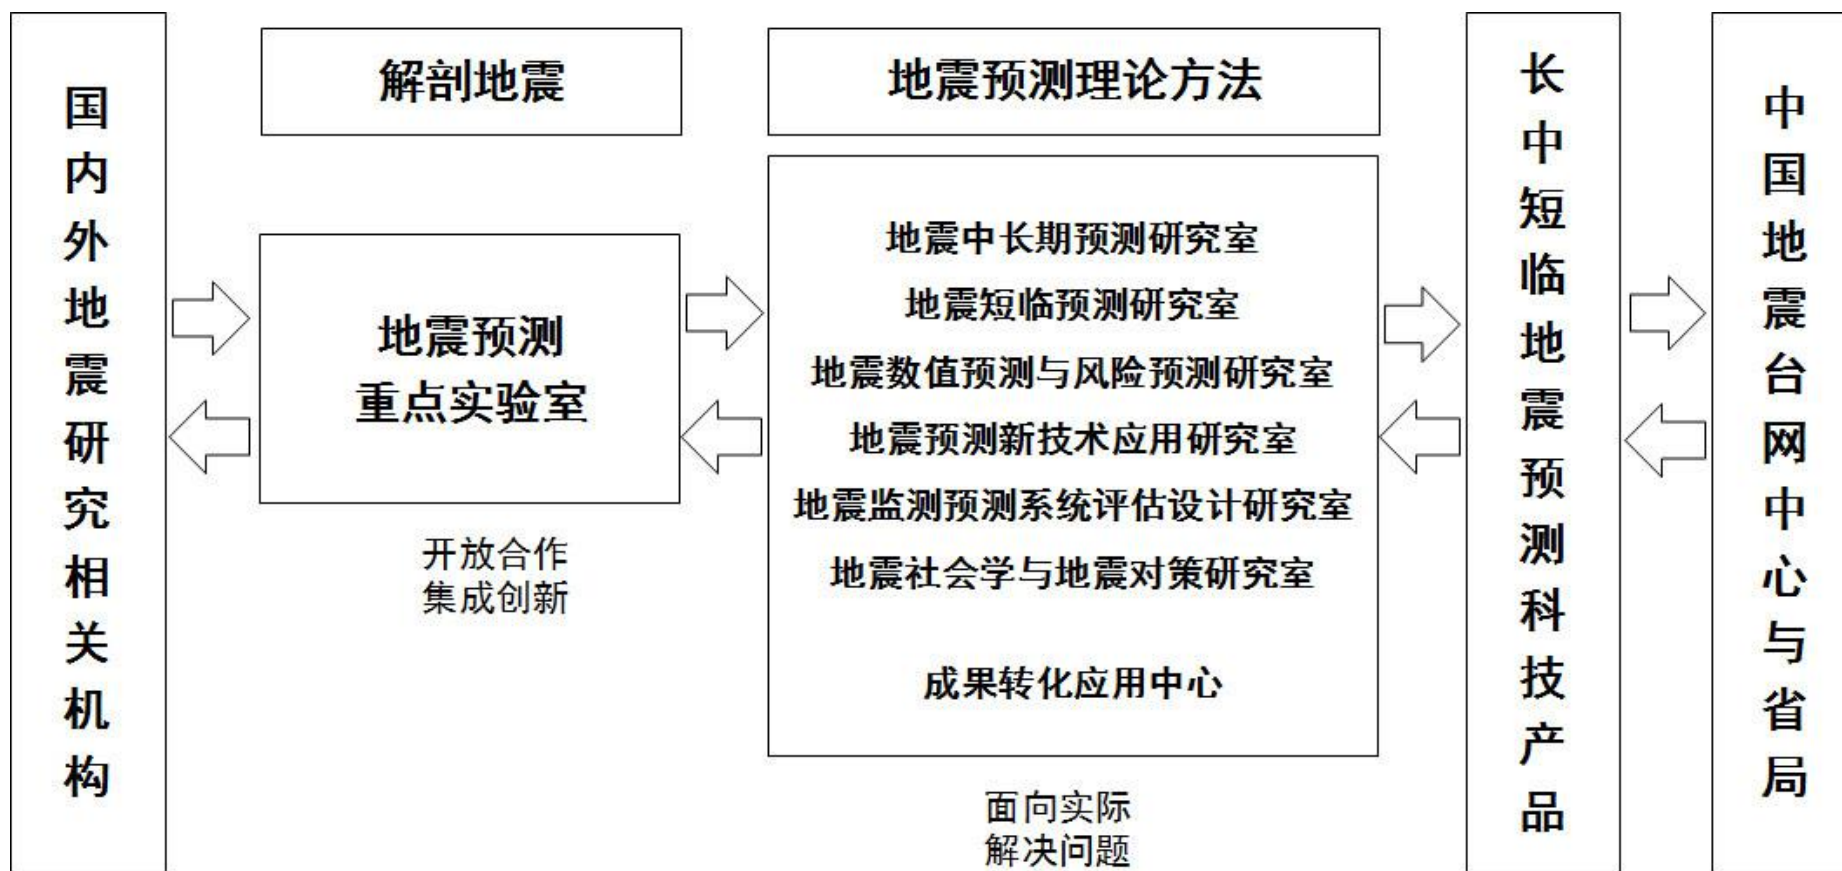 国内外地震研究相关机构
解剖地震
地震预测
重点实验室
开放合作
集成创新
地震预测理论方法
地震中长期预测研究室
地震短临预测研究室
地震数值预测与风险预测研究室
地震预测新技术应用研究室
地震监测预测系统评估设计研究室
地震社会学与地震对策研究室
成果转化应用中心
面向实际
解决问题
长中短临地震预测科技产品
中国地震台网中心与省局